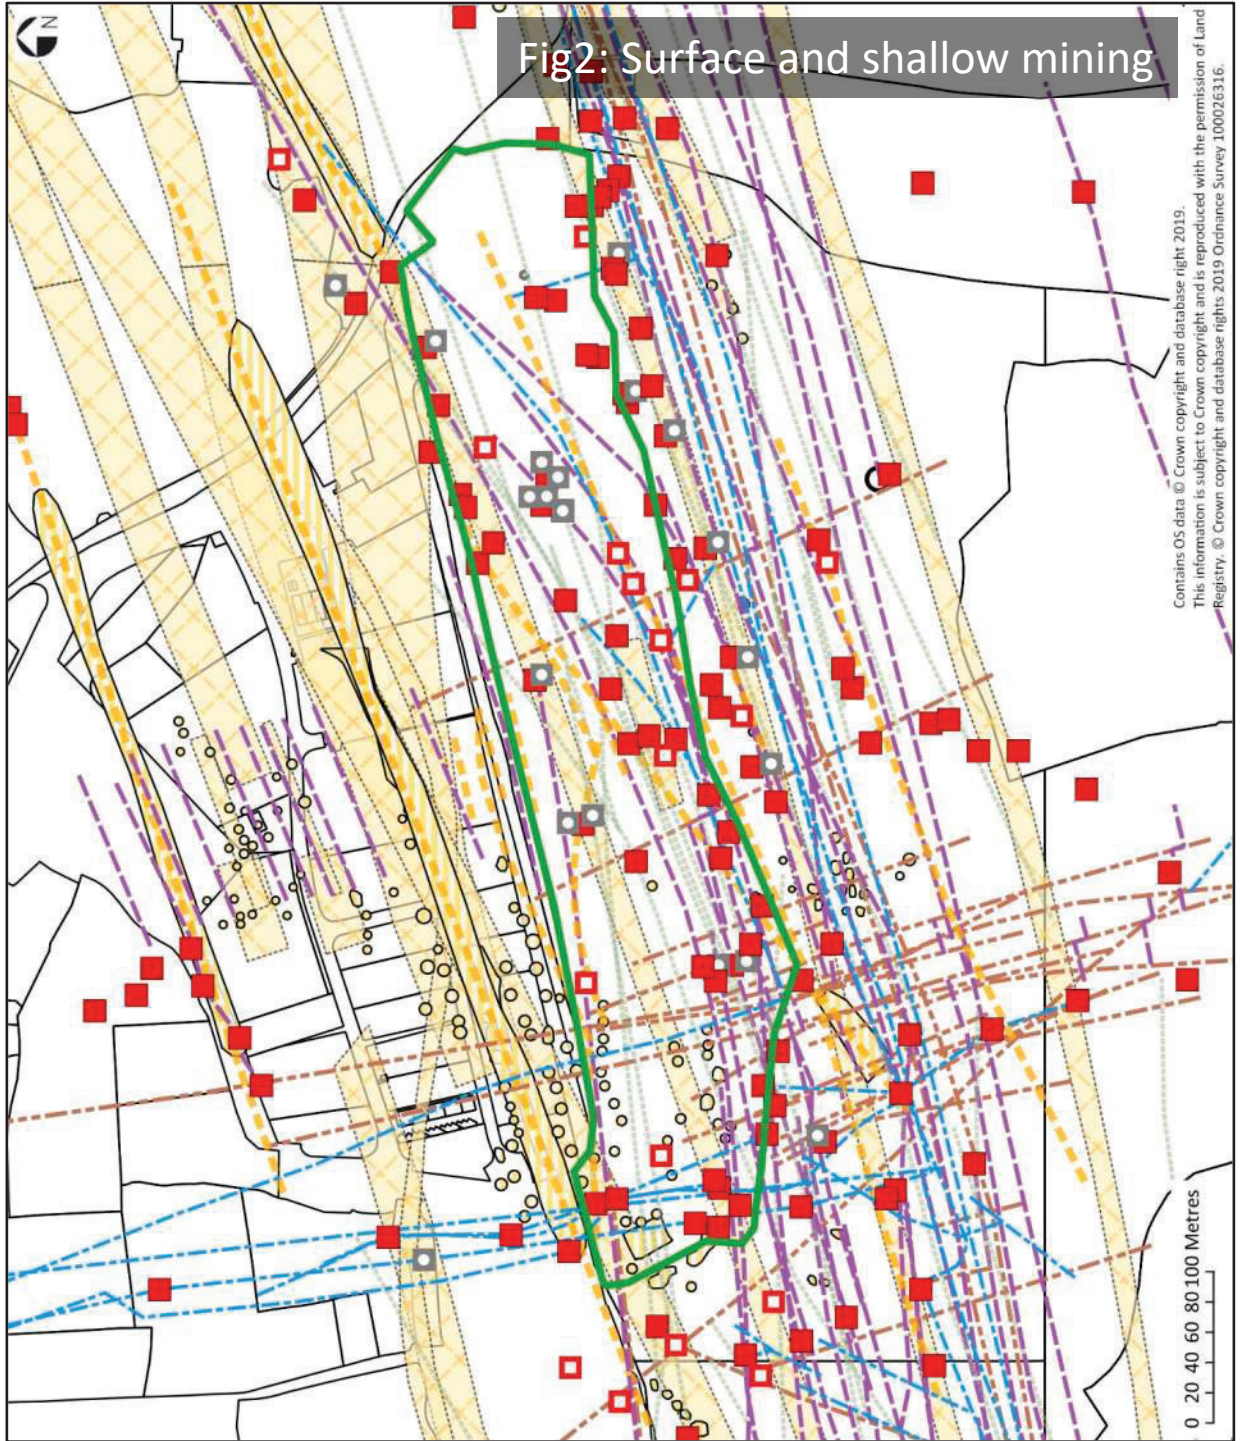 Fig2: Surface and shallow mining
N
Contains OS data © Crown copyright and database right 2019.
This information is subject to Crown copyright and is reproduced with the permission of Land
Registry. © Crown copyright and database rights 2019 Ordnance Survey 100026316.
0 20 40 60 80 100 Metres